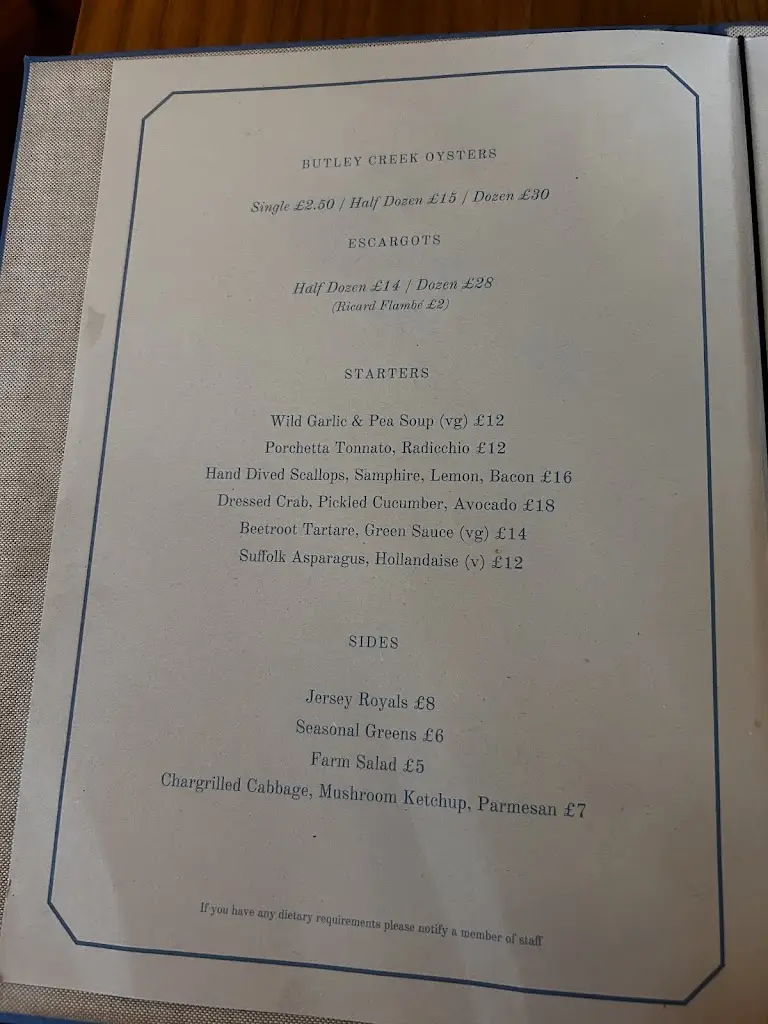 BUTLEY CREEK OYSTERS
Single £2.50 / Half Dozen £15 / Dozen £30
ESCARGOTS
Half Dozen £14 / Dozen £28
(Ricard Flambé £2)
STARTERS
Wild Garlic & Pea Soup (vg) £12
Porchetta Tonnato, Radicchio £12
Hand Dived Scallops, Samphire, Lemon, Bacon £16
Dressed Crab, Pickled Cucumber, Avocado £18
Beetroot Tartare, Green Sauce (vg) £14
Suffolk Asparagus, Hollandaise (v) £12
SIDES
Jersey Royals £8
Seasonal Greens £6
Farm Salad £5
Chargrilled Cabbage, Mushroom Ketchup, Parmesan £7
If you have any dietary requirements please notify a member of staff